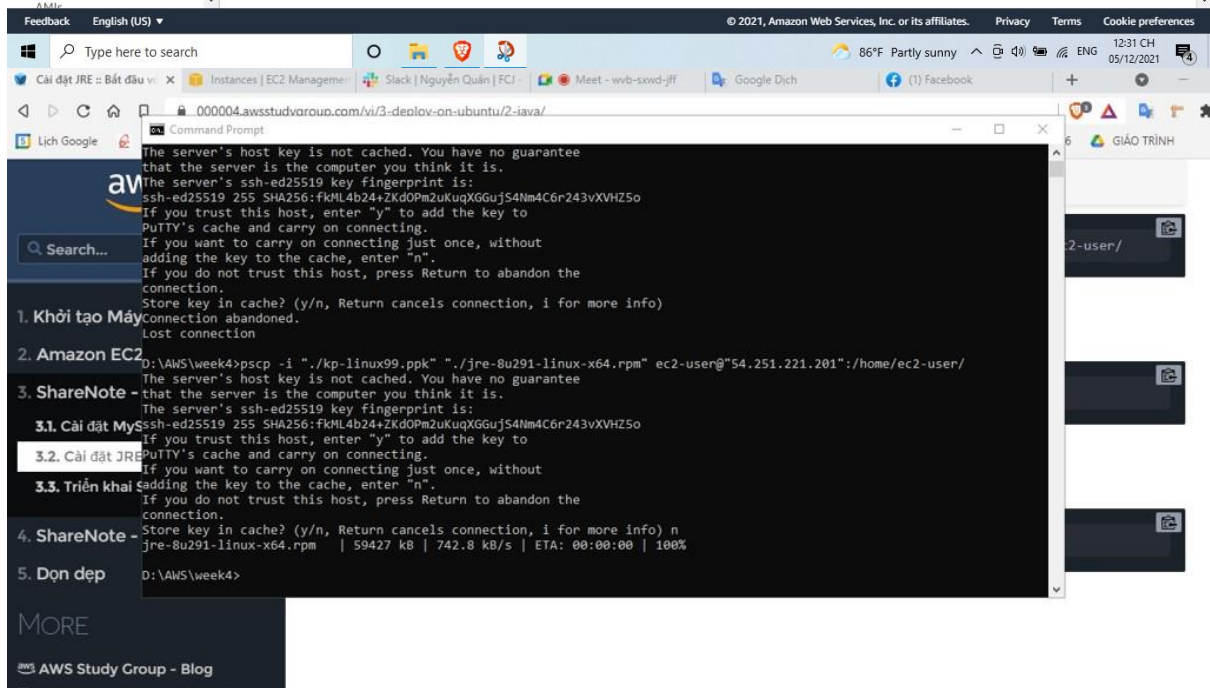 AMIs
Feedback English (US) ▼ © 2021, Amazon Web Services, Inc. or its affiliates. Privacy Terms Cookie preferences
Type here to search 86°F Partly sunny ENG 12:31 CH
05/12/2021
4
Cài đặt JRE :: Bắt đầu Instances | EC2 Manageme Slack | Nguyễn Quân | FCJ - Meet - wvb-sxwd-jff Google Dịch (1) Facebook
000004.awsstudygroup.com/vi/3-deploy-on-ubuntu/2-java/
Lịch Google GIÁO TRÌNH
Command Prompt
The server's host key is not cached. You have no guarantee
that the server is the computer you think it is.
The server's ssh-ed25519 key fingerprint is:
ssh-ed25519 255 SHA256:fkML4b24+ZKdOPm2uKuqXGGujS4Nm4C6r243vXVHZ5o
If you trust this host, enter "y" to add the key to
PuTTY's cache and carry on connecting.
If you want to carry on connecting just once, without
adding the key to the cache, enter "n".
If you do not trust this host, press Return to abandon the
connection.
Store key in cache? (y/n, Return cancels connection, i for more info)
Connection abandoned.
Lost connection
D:\AWS\week4>pscp -i "./kp-linux99.ppk" "./jre-8u291-linux-x64.rpm" ec2-user@"54.251.221.201":/home/ec2-user/
The server's host key is not cached. You have no guarantee
that the server is the computer you think it is.
The server's ssh-ed25519 key fingerprint is:
ssh-ed25519 255 SHA256:fkML4b24+ZKdOPm2uKuqXGGujS4Nm4C6r243vXVHZ5o
If you trust this host, enter "y" to add the key to
PuTTY's cache and carry on connecting.
If you want to carry on connecting just once, without
adding the key to the cache, enter "n".
If you do not trust this host, press Return to abandon the
connection.
Store key in cache? (y/n, Return cancels connection, i for more info) n
jre-8u291-linux-x64.rpm | 59427 kB | 742.8 kB/s | ETA: 00:00:00 | 100%
D:\AWS\week4>
aw
Search...
1. Khởi tạo Máy
2. Amazon EC2
3. ShareNote -
3.1. Cài đặt MyS
3.2. Cài đặt JRE
3.3. Triển khai S
4. ShareNote -
5. Dọn dẹp
MORE
aws AWS Study Group - Blog
c2-user/